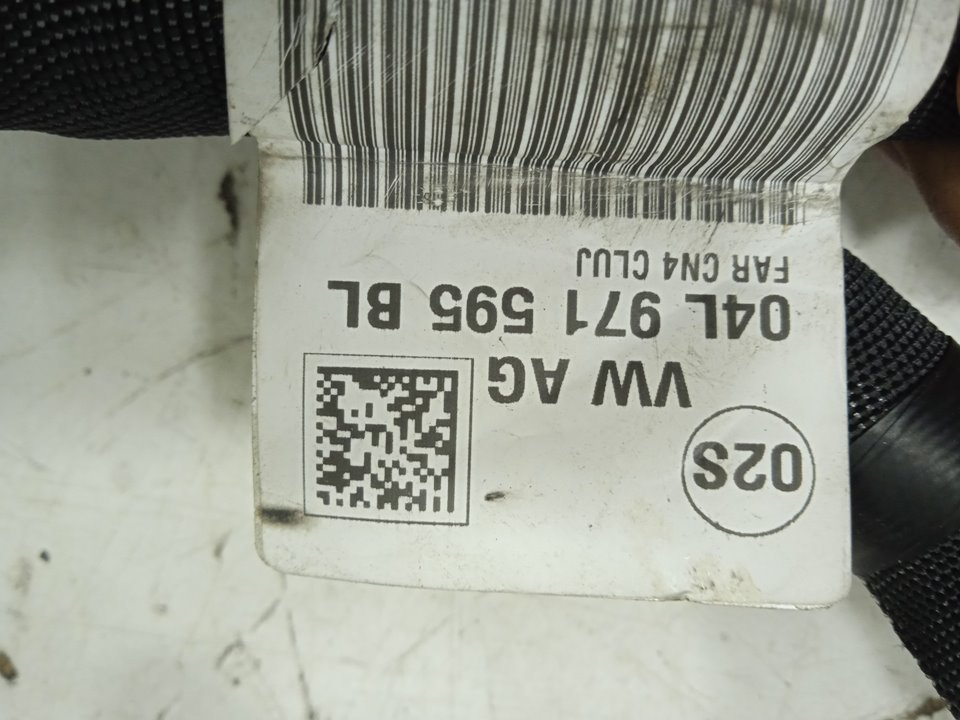 02S
VW AG
04L 971 595 BL
FAR CN4 CLUJ